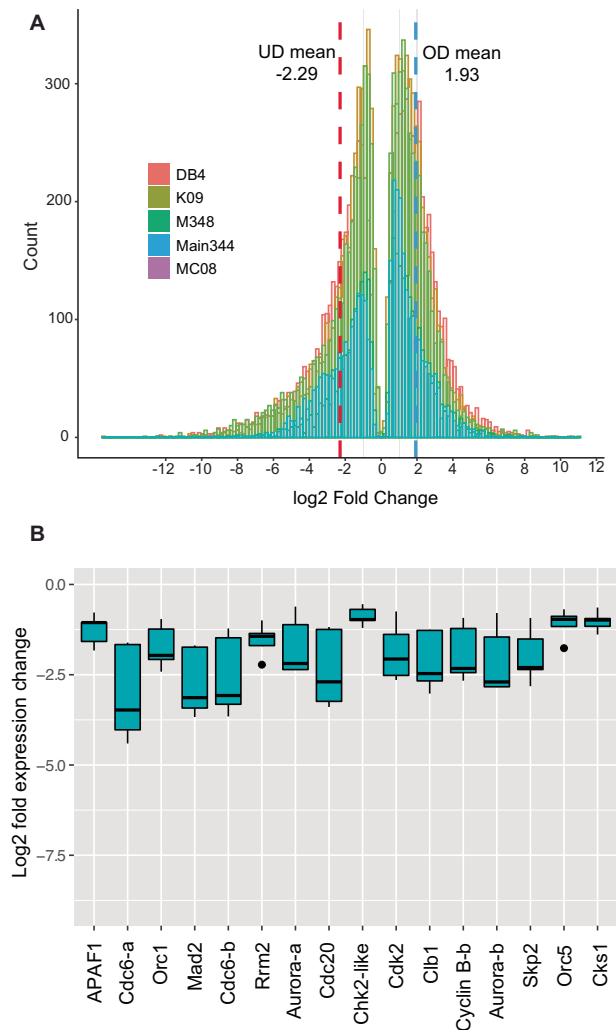 A
UD mean
-2.29
OD mean
1.93
300
200
100
0
Count
DB4
K09
M348
Main344
MC08
-12 -10 -8 -6 -4 -2 0 2 4 6 8 10 12
log2 Fold Change
B
0.0
−2.5
−5.0
−7.5
Log2 fold expression change
APAF1
Cdc6-a
Orc1
Mad2
Cdc6-b
Rrm2
Aurora-a
Cdc20
Chk2-like
Cdk2
Clb1
Cyclin B-b
Aurora-b
Skp2
Orc5
Cks1